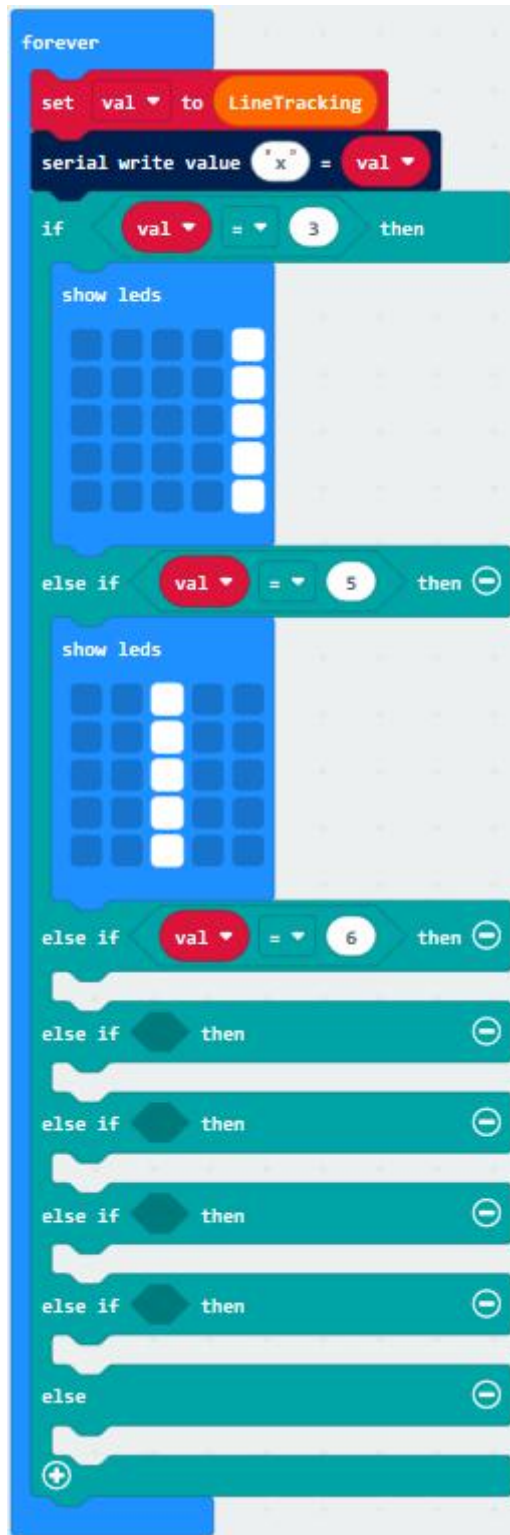 forever
set val to LineTracking
serial write value "x" = val
if val = 3 then
show leds
else if val = 5 then
show leds
else if val = 6 then
else if then
else if then
else if then
else if then
else